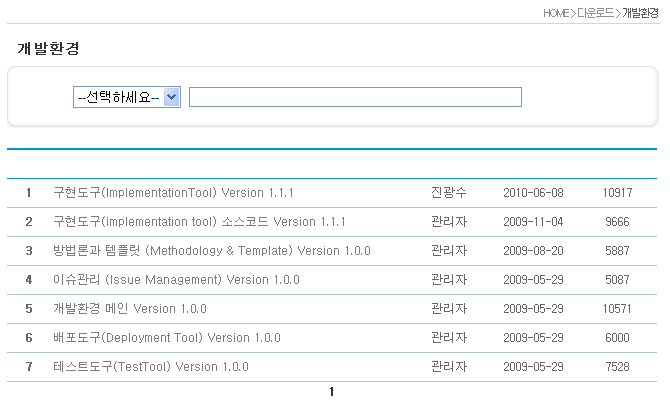 HOME > 다운로드 > 개발환경
개발환경
--선택하세요--
1 구현도구(ImplementationTool) Version 1.1.1 진광수 2010-06-08 10917
2 구현도구(implementation tool) 소스코드 Version 1.1.1 관리자 2009-11-04 9666
3 방법론과 템플릿 (Methodology & Template) Version 1.0.0 관리자 2009-08-20 5887
4 이슈관리 (Issue Management) Version 1.0.0 관리자 2009-05-29 5087
5 개발환경 메인 Version 1.0.0 관리자 2009-05-29 10571
6 배포도구(Deployment Tool) Version 1.0.0 관리자 2009-05-29 6000
7 테스트도구(TestTool) Version 1.0.0 관리자 2009-05-29 7528
1